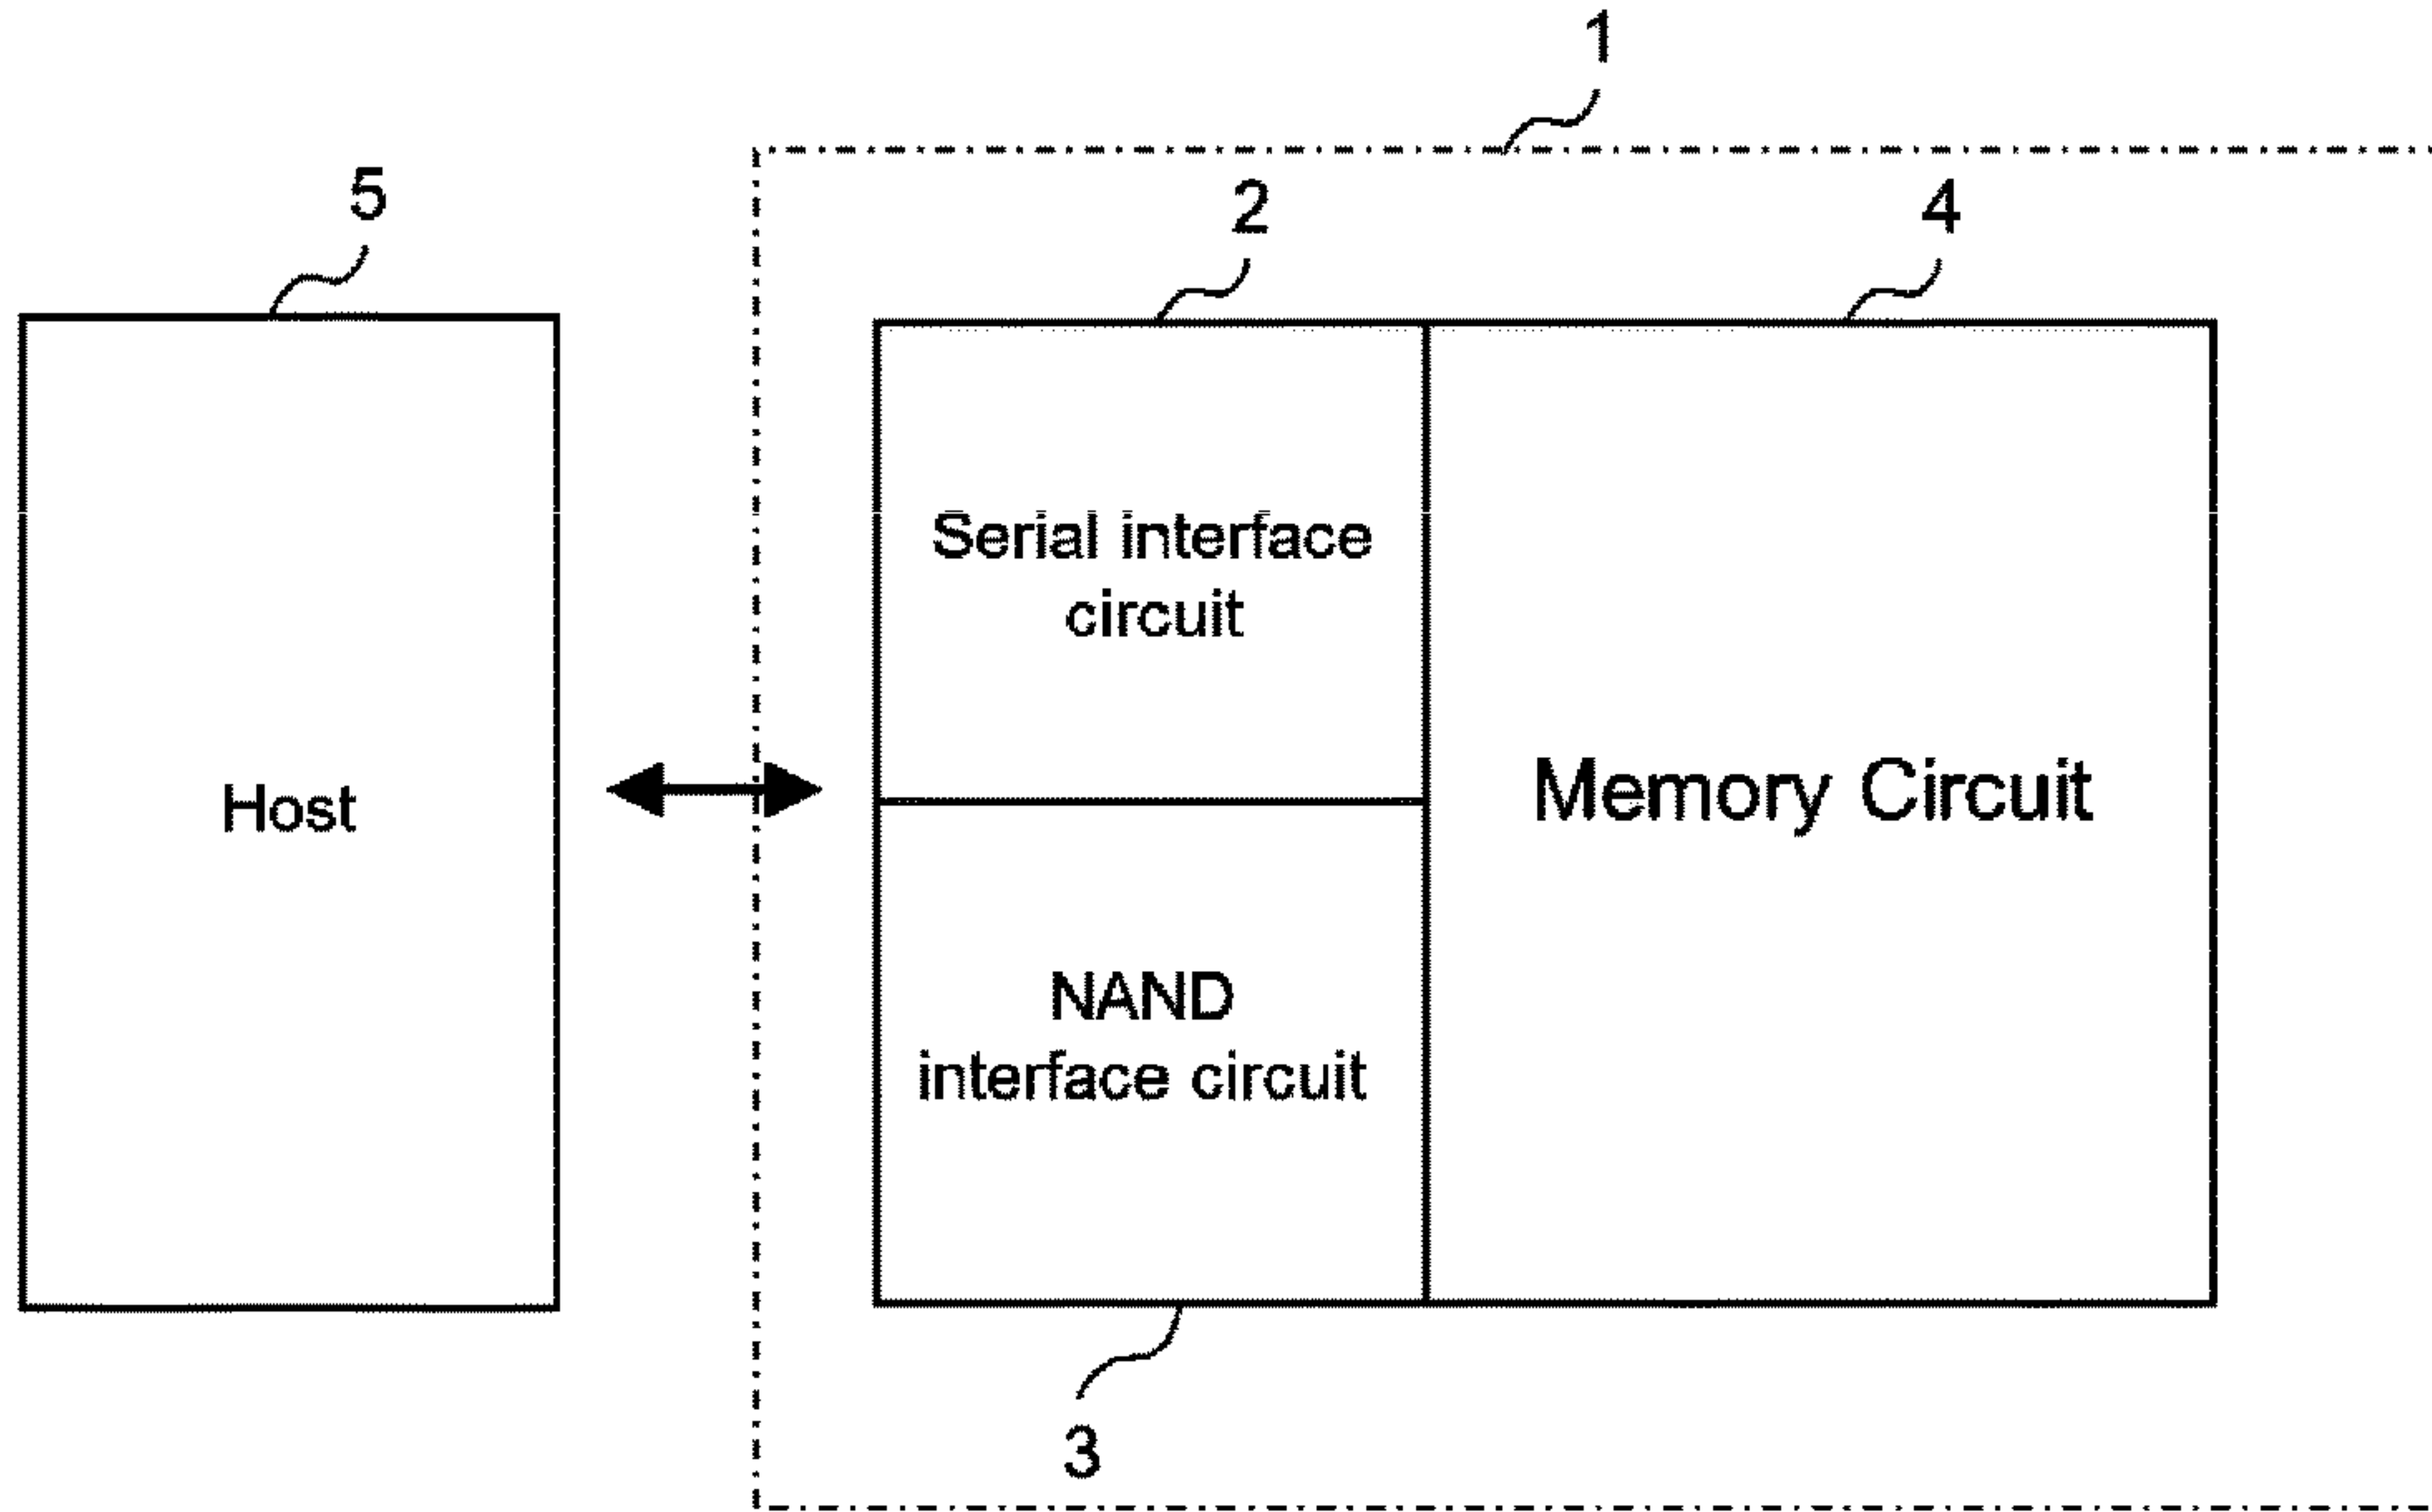 1
5
2
4
Serial interface
circuit
Host
Memory Circuit
NAND
interface circuit
3